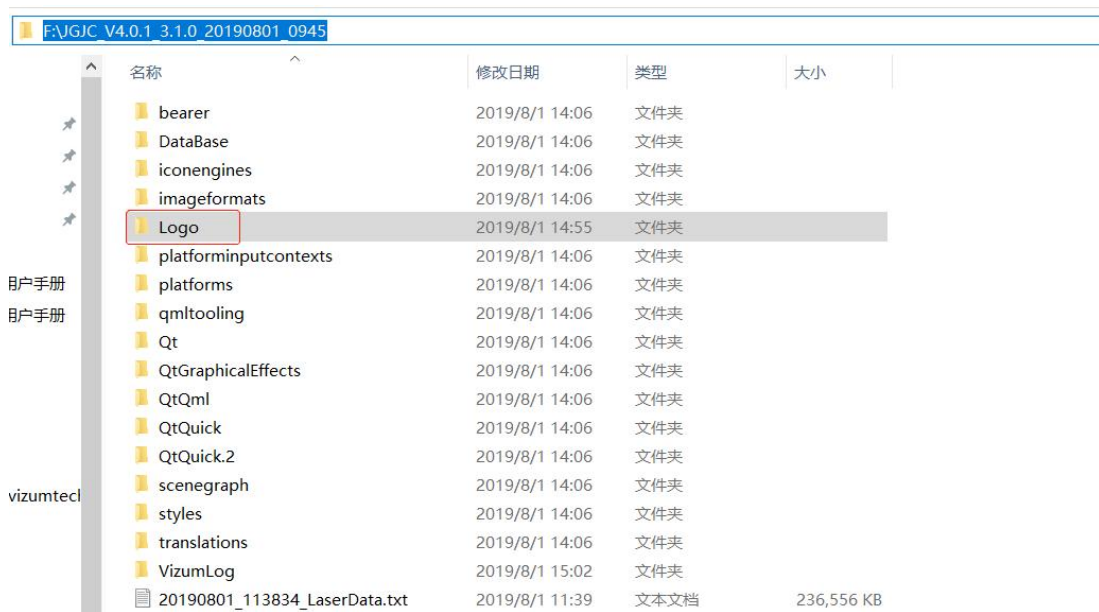 F:\JGJC_V4.0.1_3.1.0_20190801_0945
名称 修改日期 类型 大小
bearer 2019/8/1 14:06 文件夹
DataBase 2019/8/1 14:06 文件夹
iconengines 2019/8/1 14:06 文件夹
imageformats 2019/8/1 14:06 文件夹
Logo 2019/8/1 14:55 文件夹
platforminputcontexts 2019/8/1 14:06 文件夹
用户手册 platforms 2019/8/1 14:06 文件夹
用户手册 qmltooling 2019/8/1 14:06 文件夹
Qt 2019/8/1 14:06 文件夹
QtGraphicalEffects 2019/8/1 14:06 文件夹
QtQml 2019/8/1 14:06 文件夹
QtQuick 2019/8/1 14:06 文件夹
QtQuick.2 2019/8/1 14:06 文件夹
vizumtecl scenegraph 2019/8/1 14:06 文件夹
styles 2019/8/1 14:06 文件夹
translations 2019/8/1 14:06 文件夹
VizumLog 2019/8/1 15:02 文件夹
20190801_113834_LaserData.txt 2019/8/1 11:39 文本文档 236,556 KB